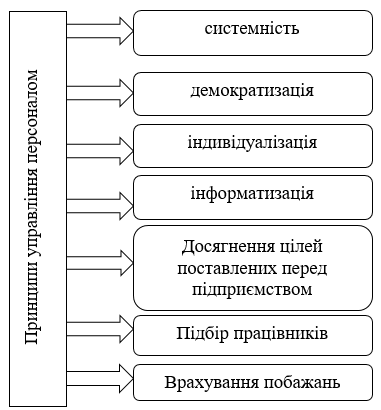 Принципи управління персоналом
системність
демократизація
індивідуалізація
інформатизація
Досягнення цілей
поставлених перед
підприємством
Підбір працівників
Врахування побажань